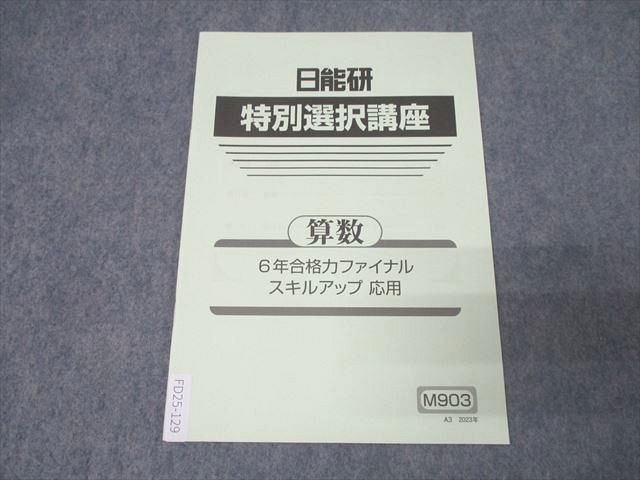 日能研
特別選択講座
算数
6年合格力ファイナル
スキルアップ 応用
M903
A3 2023年
FD25-129